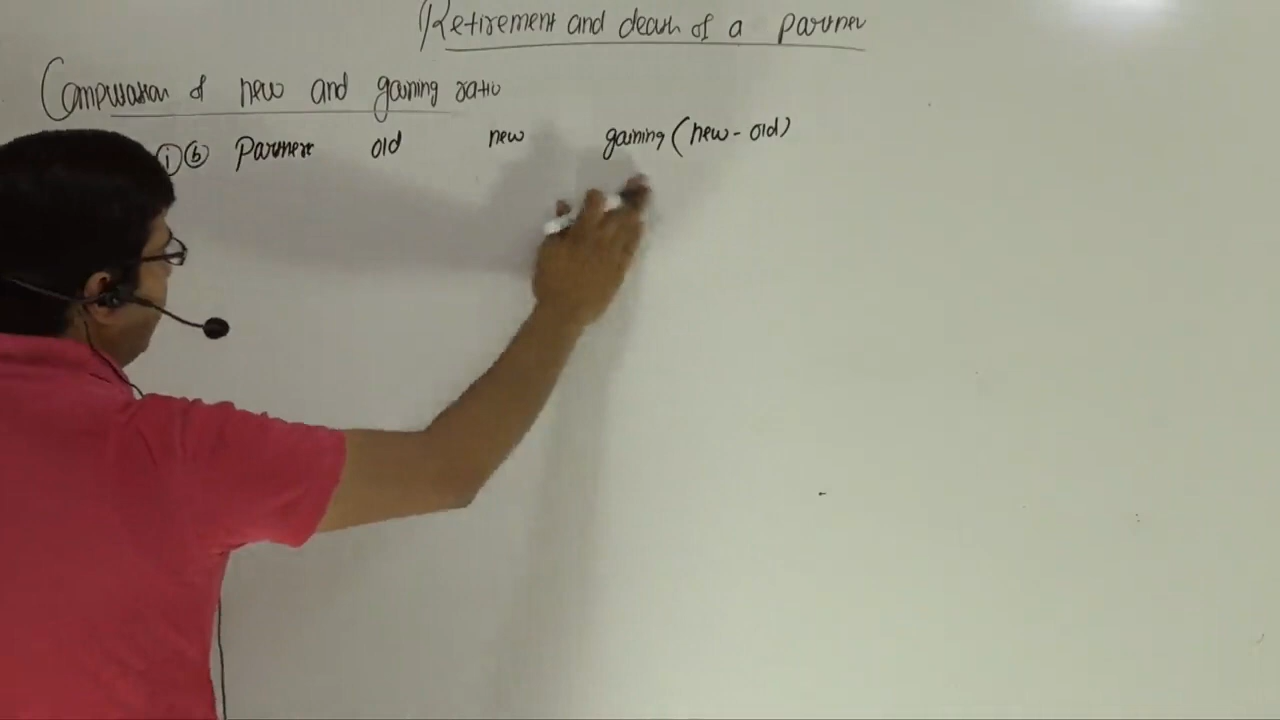 Retirement and death of a partner
Computation of new and gaining ratio
i b Partners old new gaining (new - old)